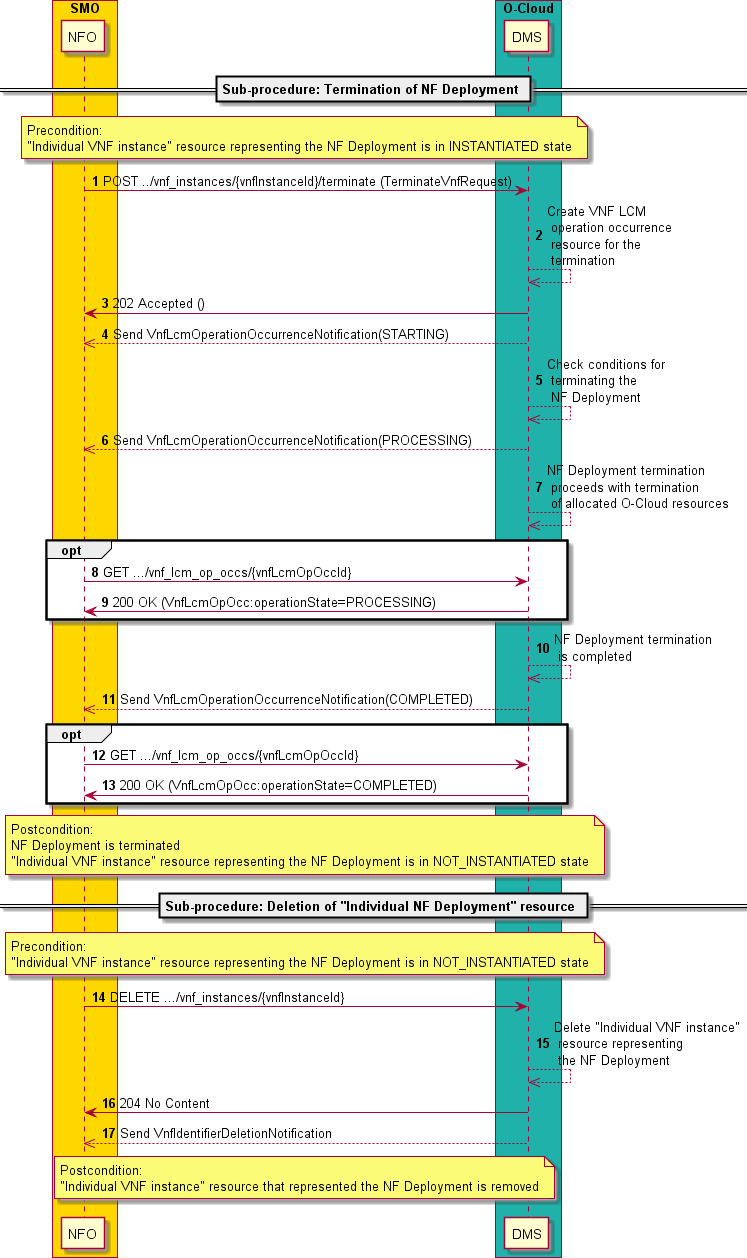 SMO
O-Cloud
NFO
DMS
Sub-procedure: Termination of NF Deployment
Precondition:
"Individual VNF instance" resource representing the NF Deployment is in INSTANTIATED state
1 POST ../vnf_instances/{vnfInstanceId}/terminate (TerminateVnfRequest)
Create VNF LCM
operation occurrence
2 resource for the
termination
3 202 Accepted ()
4 Send VnfLcmOperationOccurrenceNotification(STARTING)
Check conditions for
5 terminating the
NF Deployment
6 Send VnfLcmOperationOccurrenceNotification(PROCESSING)
NF Deployment termination
7 proceeds with termination
of allocated O-Cloud resources
opt
8 GET .../vnf_lcm_op_occs/{vnfLcmOpOccId}
9 200 OK (VnfLcmOpOcc:operationState=PROCESSING)
10 NF Deployment termination
is completed
11 Send VnfLcmOperationOccurrenceNotification(COMPLETED)
opt
12 GET .../vnf_lcm_op_occs/{vnfLcmOpOccId}
13 200 OK (VnfLcmOpOcc:operationState=COMPLETED)
Postcondition:
NF Deployment is terminated
"Individual VNF instance" resource representing the NF Deployment is in NOT_INSTANTIATED state
Sub-procedure: Deletion of "Individual NF Deployment" resource
Precondition:
"Individual VNF instance" resource representing the NF Deployment is in NOT_INSTANTIATED state
14 DELETE .../vnf_instances/{vnfInstanceId}
Delete "Individual VNF instance"
15 resource representing
the NF Deployment
16 204 No Content
17 Send VnfIdentifierDeletionNotification
Postcondition:
"Individual VNF instance" resource that represented the NF Deployment is removed
NFO
DMS